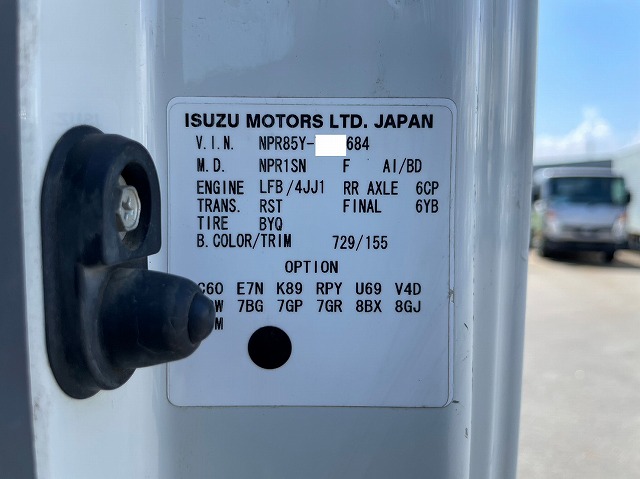 ISUZU MOTORS LTD. JAPAN
V.I.N. NPR85Y- 684
M.D. NPR1SN F AI/BD
ENGINE LFB/4JJ1 RR AXLE 6CP
TRANS. RST FINAL 6YB
TIRE BYQ
B.COLOR/TRIM 729/155
OPTION
C60 E7N K89 RPY U69 V4D
7BG 7GP 7GR 8BX 8GJ